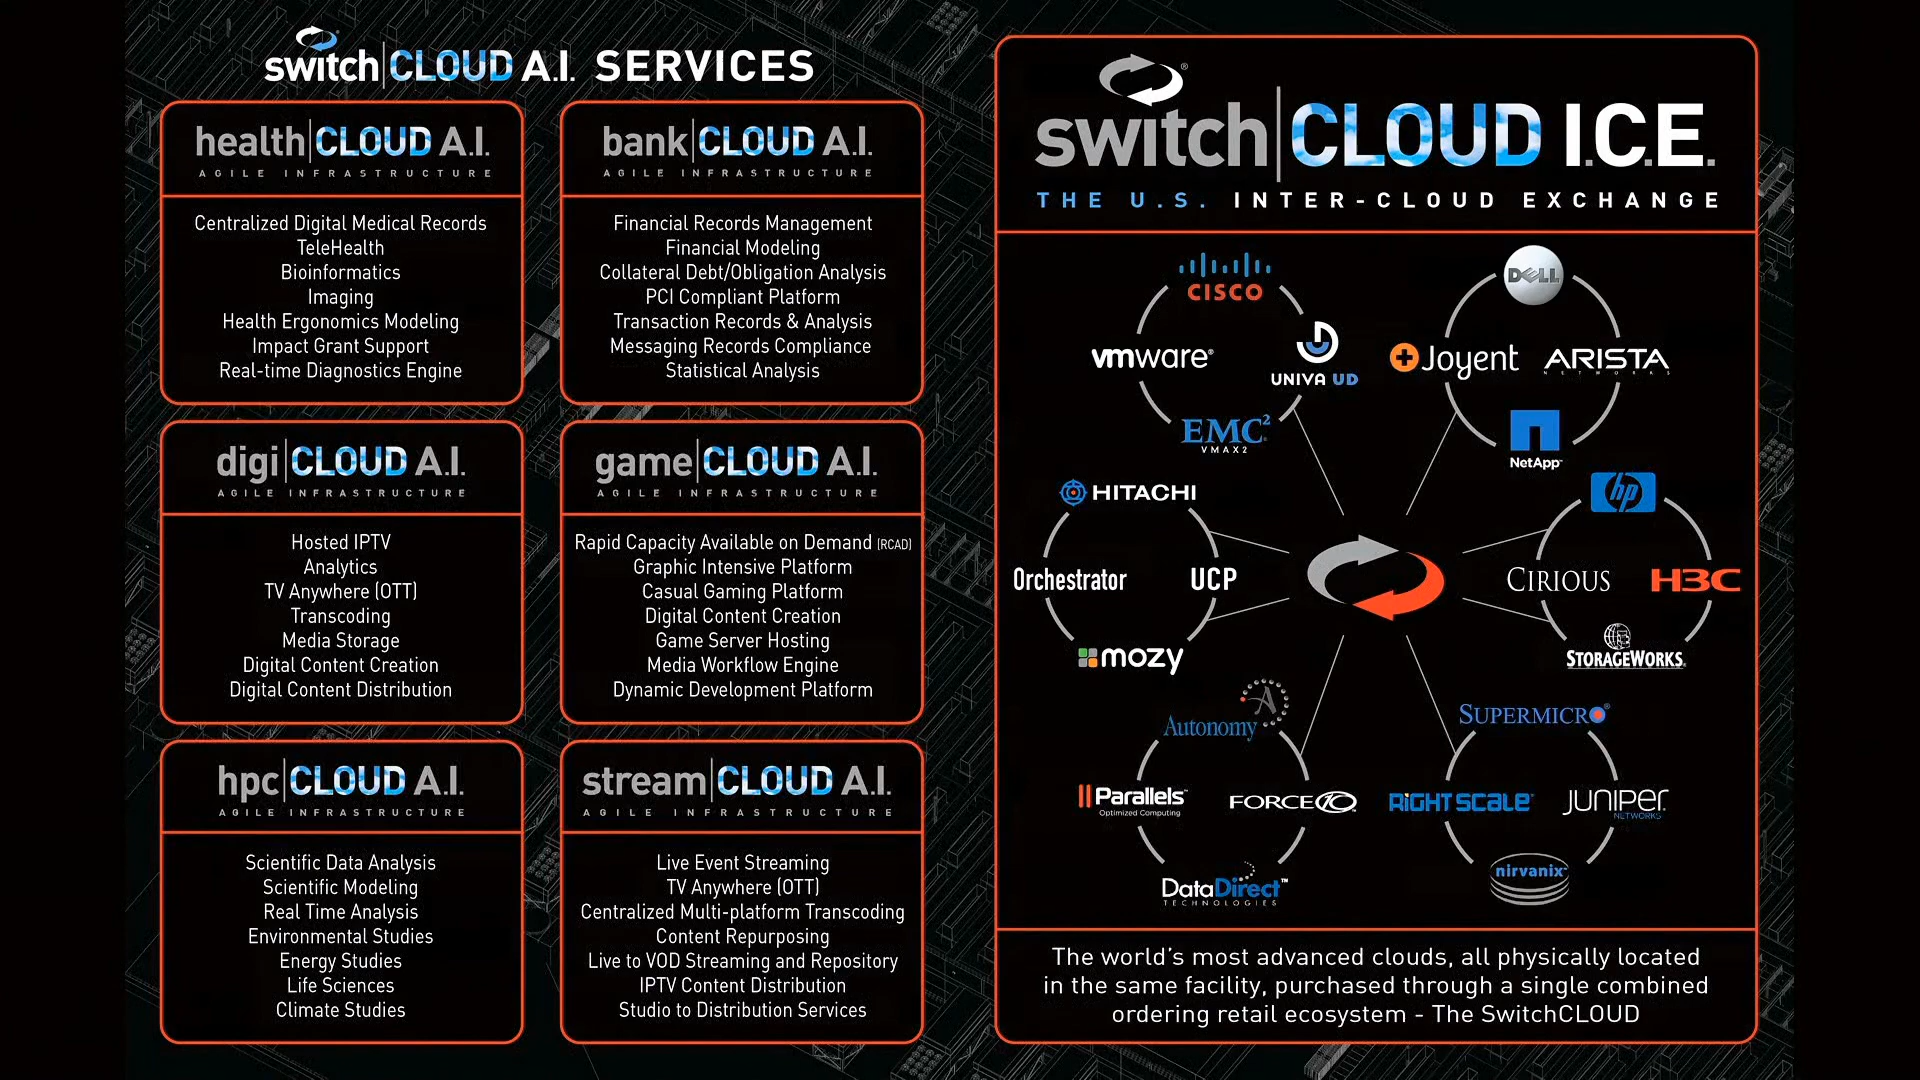 switch|CLOUD A.I. SERVICES
health|CLOUD A.I.
AGILE INFRASTRUCTURE
Centralized Digital Medical Records
TeleHealth
Bioinformatics
Imaging
Health Ergonomics Modeling
Impact Grant Support
Real-time Diagnostics Engine
bank|CLOUD A.I.
AGILE INFRASTRUCTURE
Financial Records Management
Financial Modeling
Collateral Debt/Obligation Analysis
PCI Compliant Platform
Transaction Records & Analysis
Messaging Records Compliance
Statistical Analysis
digi|CLOUD A.I.
AGILE INFRASTRUCTURE
Hosted IPTV
Analytics
TV Anywhere (OTT)
Transcoding
Media Storage
Digital Content Creation
Digital Content Distribution
game|CLOUD A.I.
AGILE INFRASTRUCTURE
Rapid Capacity Available on Demand (RCAD)
Graphic Intensive Platform
Casual Gaming Platform
Digital Content Creation
Game Server Hosting
Media Workflow Engine
Dynamic Development Platform
hpc|CLOUD A.I.
AGILE INFRASTRUCTURE
Scientific Data Analysis
Scientific Modeling
Real Time Analysis
Environmental Studies
Energy Studies
Life Sciences
Climate Studies
stream|CLOUD A.I.
AGILE INFRASTRUCTURE
Live Event Streaming
TV Anywhere (OTT)
Centralized Multi-platform Transcoding
Content Repurposing
Live to VOD Streaming and Repository
IPTV Content Distribution
Studio to Distribution Services
switch|CLOUD I.C.E.
THE U.S. INTER-CLOUD EXCHANGE
CISCO
vmware®
UNIVA UD
EMC²
VMAX2
DELL
Joyent
ARISTA
NETWORKS
NetApp™
HITACHI
Orchestrator
UCP
mozy
hp
CIRIOUS
H3C
STORAGEWORKS
Autonomy
Parallels™
Optimized Computing
FORCE10
DataDirect™
TECHNOLOGIES
SUPERMICRO®
RIGHTSCALE®
JUNIPER
NETWORKS
nirvanix
The world's most advanced clouds, all physically located
in the same facility, purchased through a single combined
ordering retail ecosystem - The SwitchCLOUD